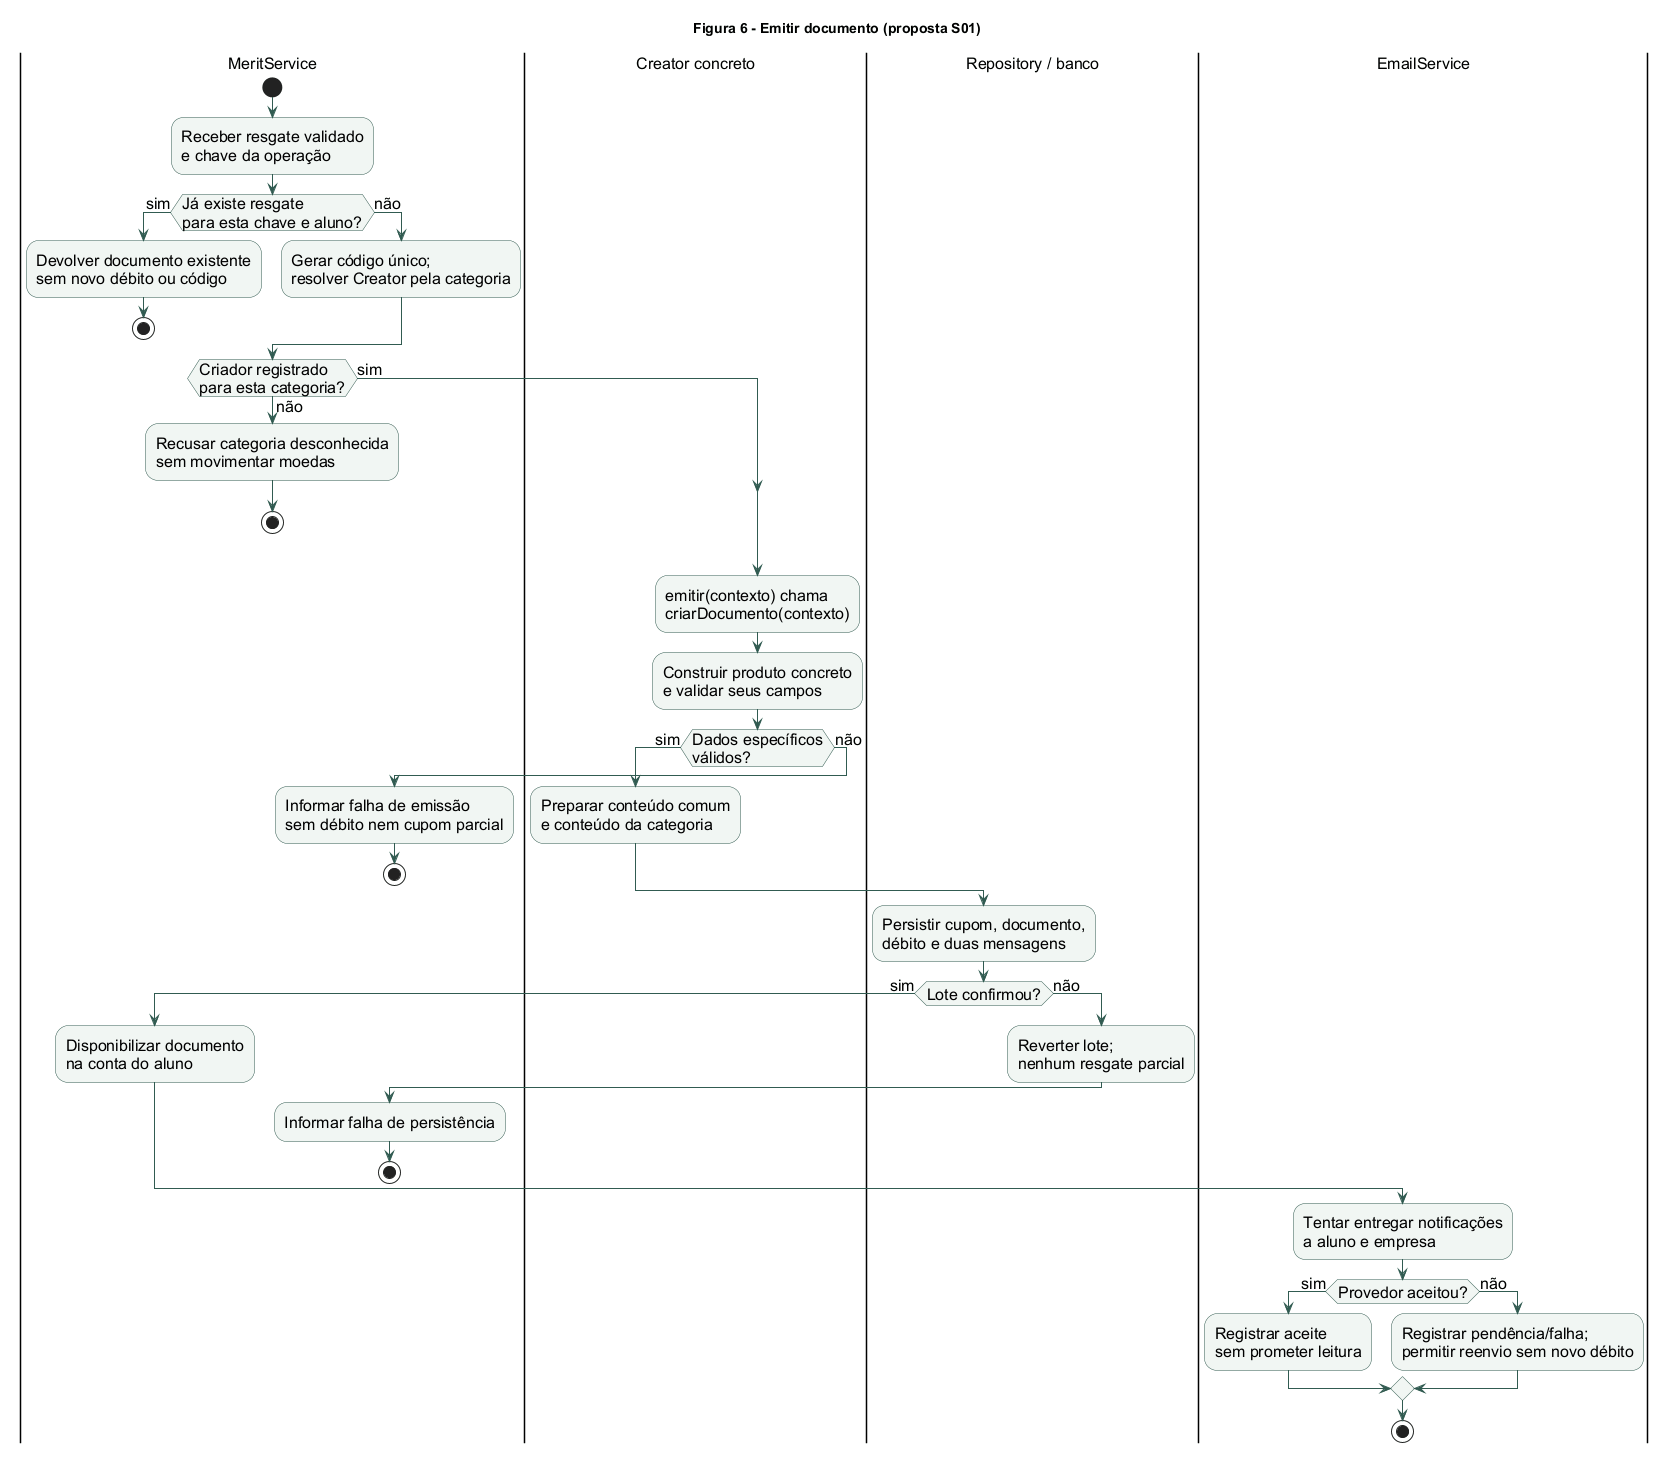 Figura 6 - Emitir documento (proposta S01)
MeritService
Creator concreto
Repository / banco
EmailService
Receber resgate validado
e chave da operação
sim
Já existe resgate
para esta chave e aluno?
não
Devolver documento existente
sem novo débito ou código
Gerar código único;
resolver Creator pela categoria
Criador registrado
para esta categoria?
sim
não
Recusar categoria desconhecida
sem movimentar moedas
emitir(contexto) chama
criarDocumento(contexto)
Construir produto concreto
e validar seus campos
sim
Dados específicos
válidos?
não
Informar falha de emissão
sem débito nem cupom parcial
Preparar conteúdo comum
e conteúdo da categoria
Persistir cupom, documento,
débito e duas mensagens
sim
Lote confirmou?
não
Disponibilizar documento
na conta do aluno
Reverter lote;
nenhum resgate parcial
Informar falha de persistência
Tentar entregar notificações
a aluno e empresa
sim
Provedor aceitou?
não
Registrar aceite
sem prometer leitura
Registrar pendência/falha;
permitir reenvio sem novo débito